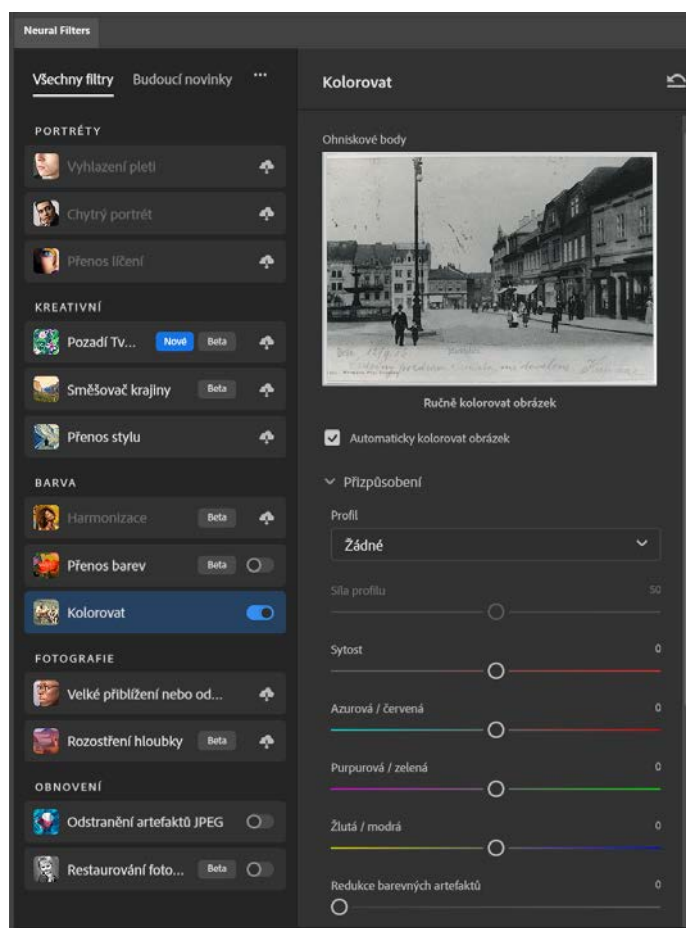 Neural Filters
Všechny filtry Budoucí novinky ···
PORTRÉTY
Vyhlazení pleti
Chytrý portrét
Přenos líčení
KREATIVNÍ
Pozadí Tv... Nové Beta
Směšovač krajiny Beta
Přenos stylu
BARVA
Harmonizace Beta
Přenos barev Beta
Kolorovat
FOTOGRAFIE
Velké přiblížení nebo od...
Rozostření hloubky Beta
OBNOVENÍ
Odstranění artefaktů JPEG
Restaurování foto... Beta
Kolorovat
Ohniskové body
Ručně kolorovat obrázek
Automaticky kolorovat obrázek
Přizpůsobení
Profil
Žádné
Síla profilu 50
Sytost 0
Azurová / červená 0
Purpurová / zelená 0
Žlutá / modrá 0
Redukce barevných artefaktů 0